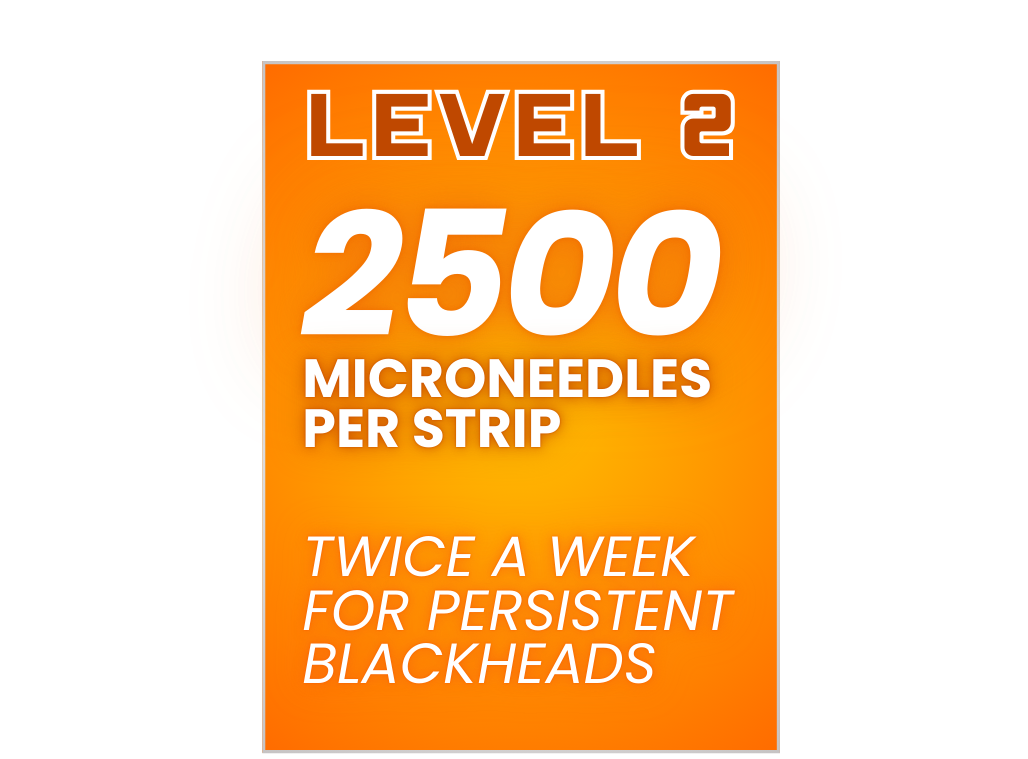 LEVEL 2
2500
MICRONEEDLES
PER STRIP
TWICE A WEEK
FOR PERSISTENT
BLACKHEADS